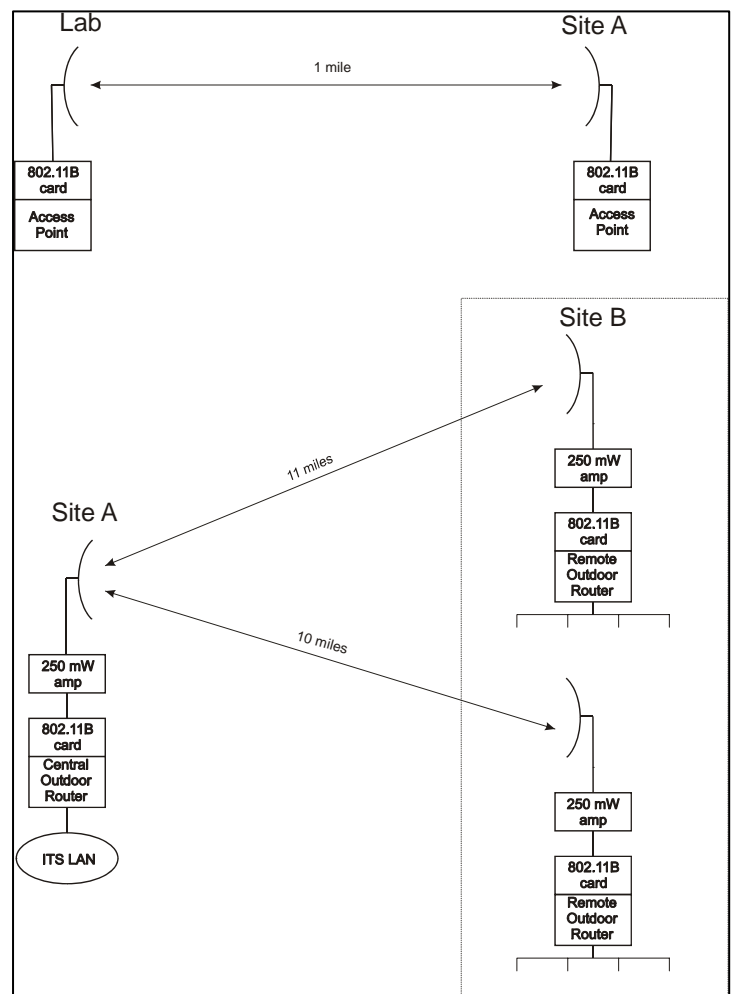 Lab
Site A
1 mile
802.11B
card
Access
Point
802.11B
card
Access
Point
Site B
11 miles
250 mW
amp
802.11B
card
Remote
Outdoor
Router
Site A
10 miles
250 mW
amp
802.11B
card
Central
Outdoor
Router
ITS LAN
250 mW
amp
802.11B
card
Remote
Outdoor
Router